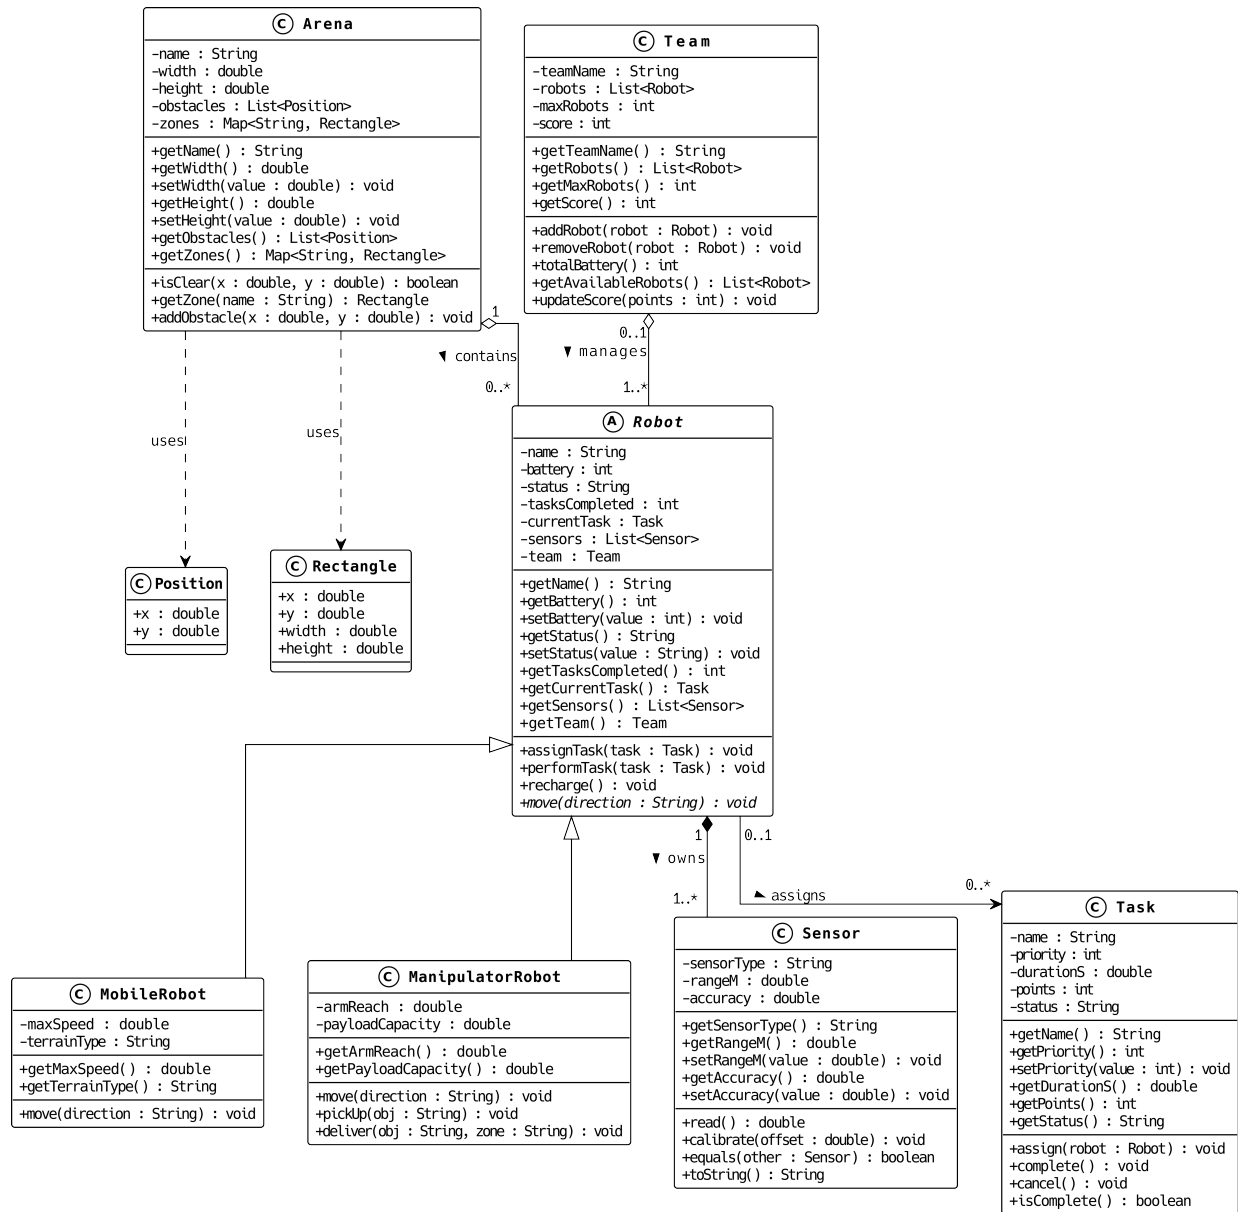 C Arena
-name : String
-width : double
-height : double
-obstacles : List<Position>
-zones : Map<String, Rectangle>
+getName() : String
+getWidth() : double
+setWidth(value : double) : void
+getHeight() : double
+setHeight(value : double) : void
+getObstacles() : List<Position>
+getZones() : Map<String, Rectangle>
+isClear(x : double, y : double) : boolean
+getZone(name : String) : Rectangle
+addObstacle(x : double, y : double) : void
C Team
-teamName : String
-robots : List<Robot>
-maxRobots : int
-score : int
+getTeamName() : String
+getRobots() : List<Robot>
+getMaxRobots() : int
+getScore() : int
+addRobot(robot : Robot) : void
+removeRobot(robot : Robot) : void
+totalBattery() : int
+getAvailableRobots() : List<Robot>
+updateScore(points : int) : void
1
contains
0..*
0..1
manages
1..*
uses
uses
C Position
+x : double
+y : double
C Rectangle
+x : double
+y : double
+width : double
+height : double
A Robot
-name : String
-battery : int
-status : String
-tasksCompleted : int
-currentTask : Task
-sensors : List<Sensor>
-team : Team
+getName() : String
+getBattery() : int
+setBattery(value : int) : void
+getStatus() : String
+setStatus(value : String) : void
+getTasksCompleted() : int
+getCurrentTask() : Task
+getSensors() : List<Sensor>
+getTeam() : Team
+assignTask(task : Task) : void
+performTask(task : Task) : void
+recharge() : void
+move(direction : String) : void
1
owns
1..*
0..1
assigns
0..*
C MobileRobot
-maxSpeed : double
-terrainType : String
+getMaxSpeed() : double
+getTerrainType() : String
+move(direction : String) : void
C ManipulatorRobot
-armReach : double
-payloadCapacity : double
+getArmReach() : double
+getPayloadCapacity() : double
+move(direction : String) : void
+pickUp(obj : String) : void
+deliver(obj : String, zone : String) : void
C Sensor
-sensorType : String
-rangeM : double
-accuracy : double
+getSensorType() : String
+getRangeM() : double
+setRangeM(value : double) : void
+getAccuracy() : double
+setAccuracy(value : double) : void
+read() : double
+calibrate(offset : double) : void
+equals(other : Sensor) : boolean
+toString() : String
C Task
-name : String
-priority : int
-durationS : double
-points : int
-status : String
+getName() : String
+getPriority() : int
+setPriority(value : int) : void
+getDurationS() : double
+getPoints() : int
+getStatus() : String
+assign(robot : Robot) : void
+complete() : void
+cancel() : void
+isComplete() : boolean